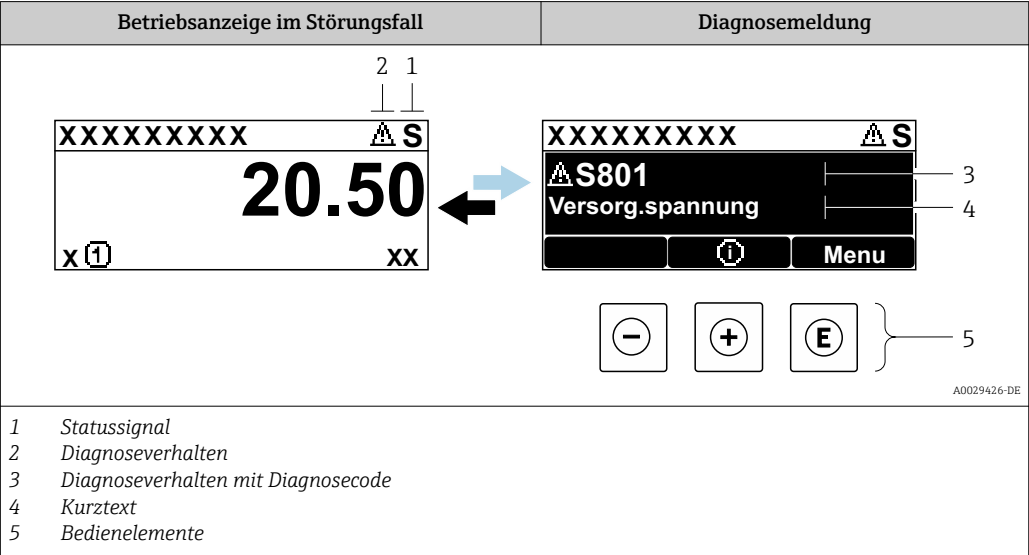 Betriebsanzeige im Störungsfall
Diagnosemeldung
2 1
XXXXXXXXX ⚠ S
20.50
x ① xx
XXXXXXXXX ⚠ S
⚠S801
3
Versorg.spannung
4
ⓘ Menu
− + E
5
A0029426-DE
1 Statussignal
2 Diagnoseverhalten
3 Diagnoseverhalten mit Diagnosecode
4 Kurztext
5 Bedienelemente